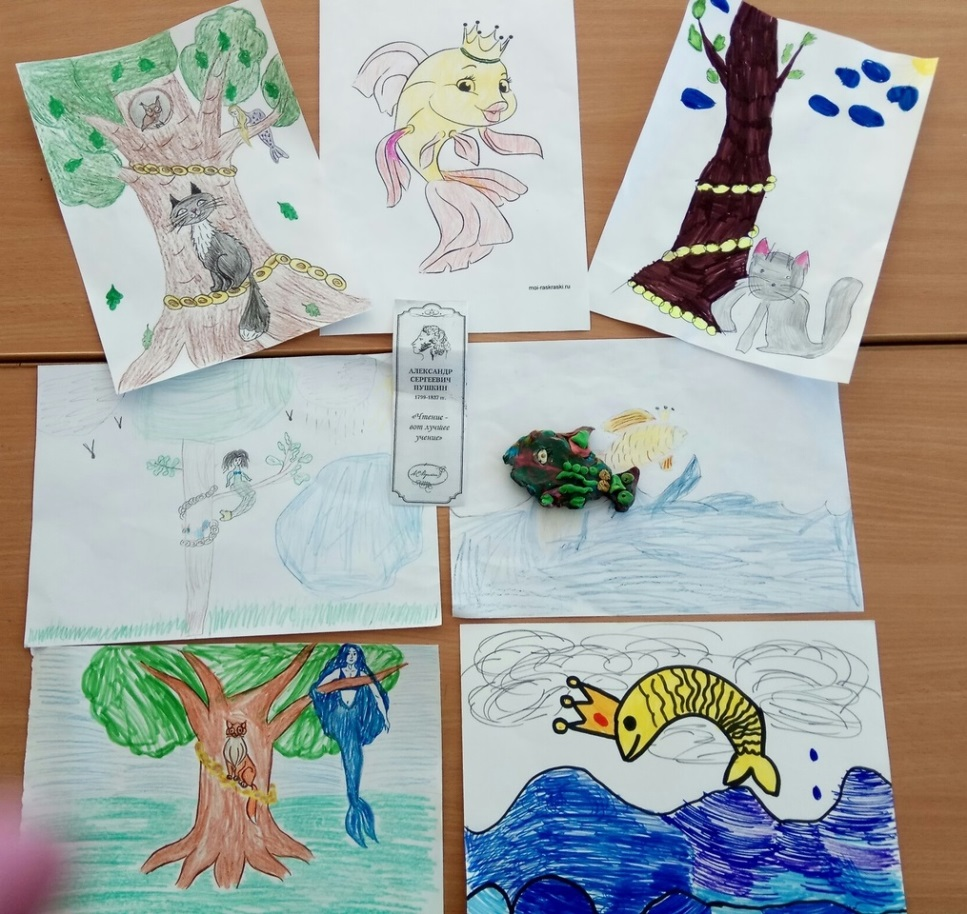 moi-raskraski.ru
АЛЕКСАНДР
СЕРГЕЕВИЧ
ПУШКИН
1799-1837 гг.
«Чтение –
вот лучшее
учение»